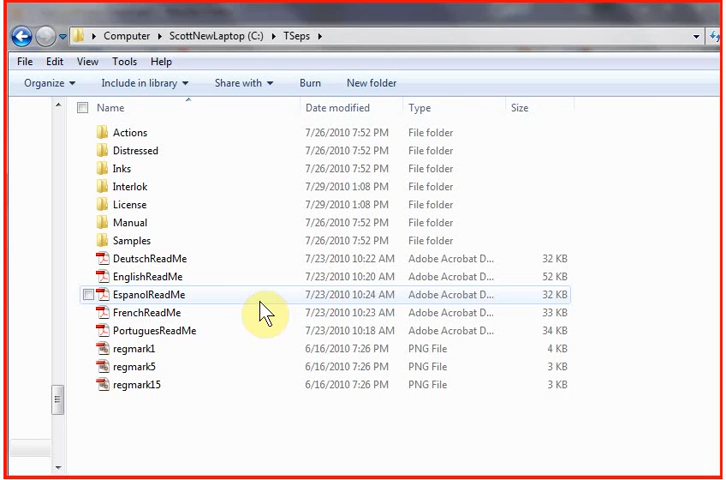 Computer ScottNewLaptop (C:) TSeps
File Edit View Tools Help
Organize Include in library Share with Burn New folder
Name Date modified Type Size
Actions 7/26/2010 7:52 PM File folder
Distressed 7/26/2010 7:52 PM File folder
Inks 7/26/2010 7:52 PM File folder
Interlok 7/29/2010 1:08 PM File folder
License 7/29/2010 1:08 PM File folder
Manual 7/26/2010 7:52 PM File folder
Samples 7/26/2010 7:52 PM File folder
DeutschReadMe 7/23/2010 10:22 AM Adobe Acrobat D... 32 KB
EnglishReadMe 7/23/2010 10:20 AM Adobe Acrobat D... 52 KB
EspanolReadMe 7/23/2010 10:24 AM Adobe Acrobat D... 32 KB
FrenchReadMe 7/23/2010 10:23 AM Adobe Acrobat D... 33 KB
PortuguesReadMe 7/23/2010 10:18 AM Adobe Acrobat D... 34 KB
regmark1 6/16/2010 7:26 PM PNG File 4 KB
regmark5 6/16/2010 7:26 PM PNG File 3 KB
regmark15 6/16/2010 7:26 PM PNG File 3 KB